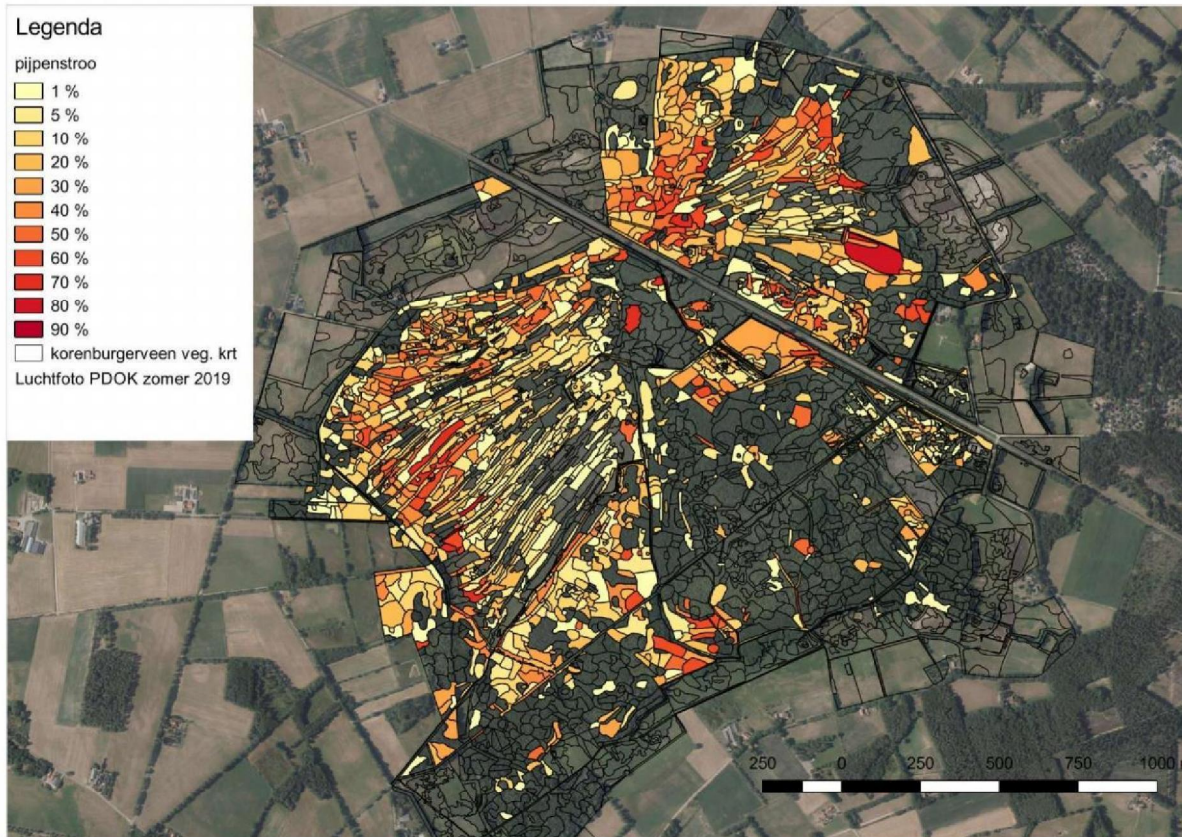 Legenda
pijpenstroo
1 %
5 %
10 %
20 %
30 %
40 %
50 %
60 %
70 %
80 %
90 %
korenburgerveen veg. krt
Luchtfoto PDOK zomer 2019
250 0 250 500 750 1000